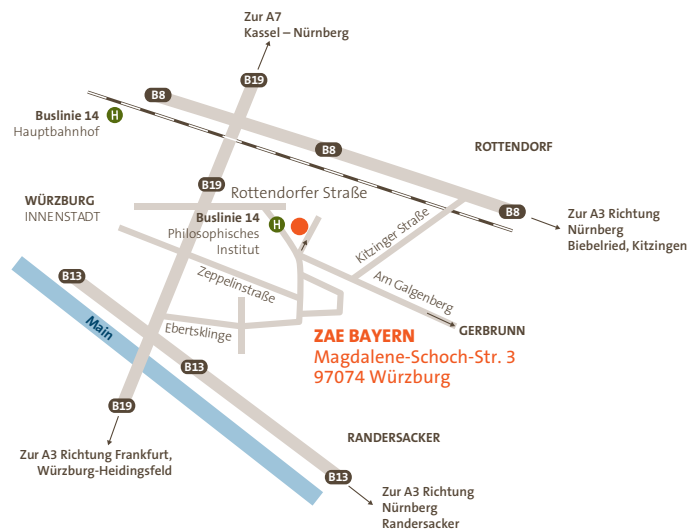 Zur A7
Kassel – Nürnberg
B19
B8
Buslinie 14
Hauptbahnhof
H
B8
ROTTENDORF
B19
Rottendorfer Straße
WÜRZBURG
INNENSTADT
Buslinie 14
Philosophisches
Institut
H
Kitzinger Straße
B8
Zur A3 Richtung
Nürnberg
Biebelried, Kitzingen
B13
Zeppelinstraße
Am Galgenberg
Main
Ebertsklinge
GERBRUNN
ZAE BAYERN
Magdalene-Schoch-Str. 3
97074 Würzburg
B13
B19
RANDERSACKER
Zur A3 Richtung Frankfurt,
Würzburg-Heidingsfeld
B13
Zur A3 Richtung
Nürnberg
Randersacker